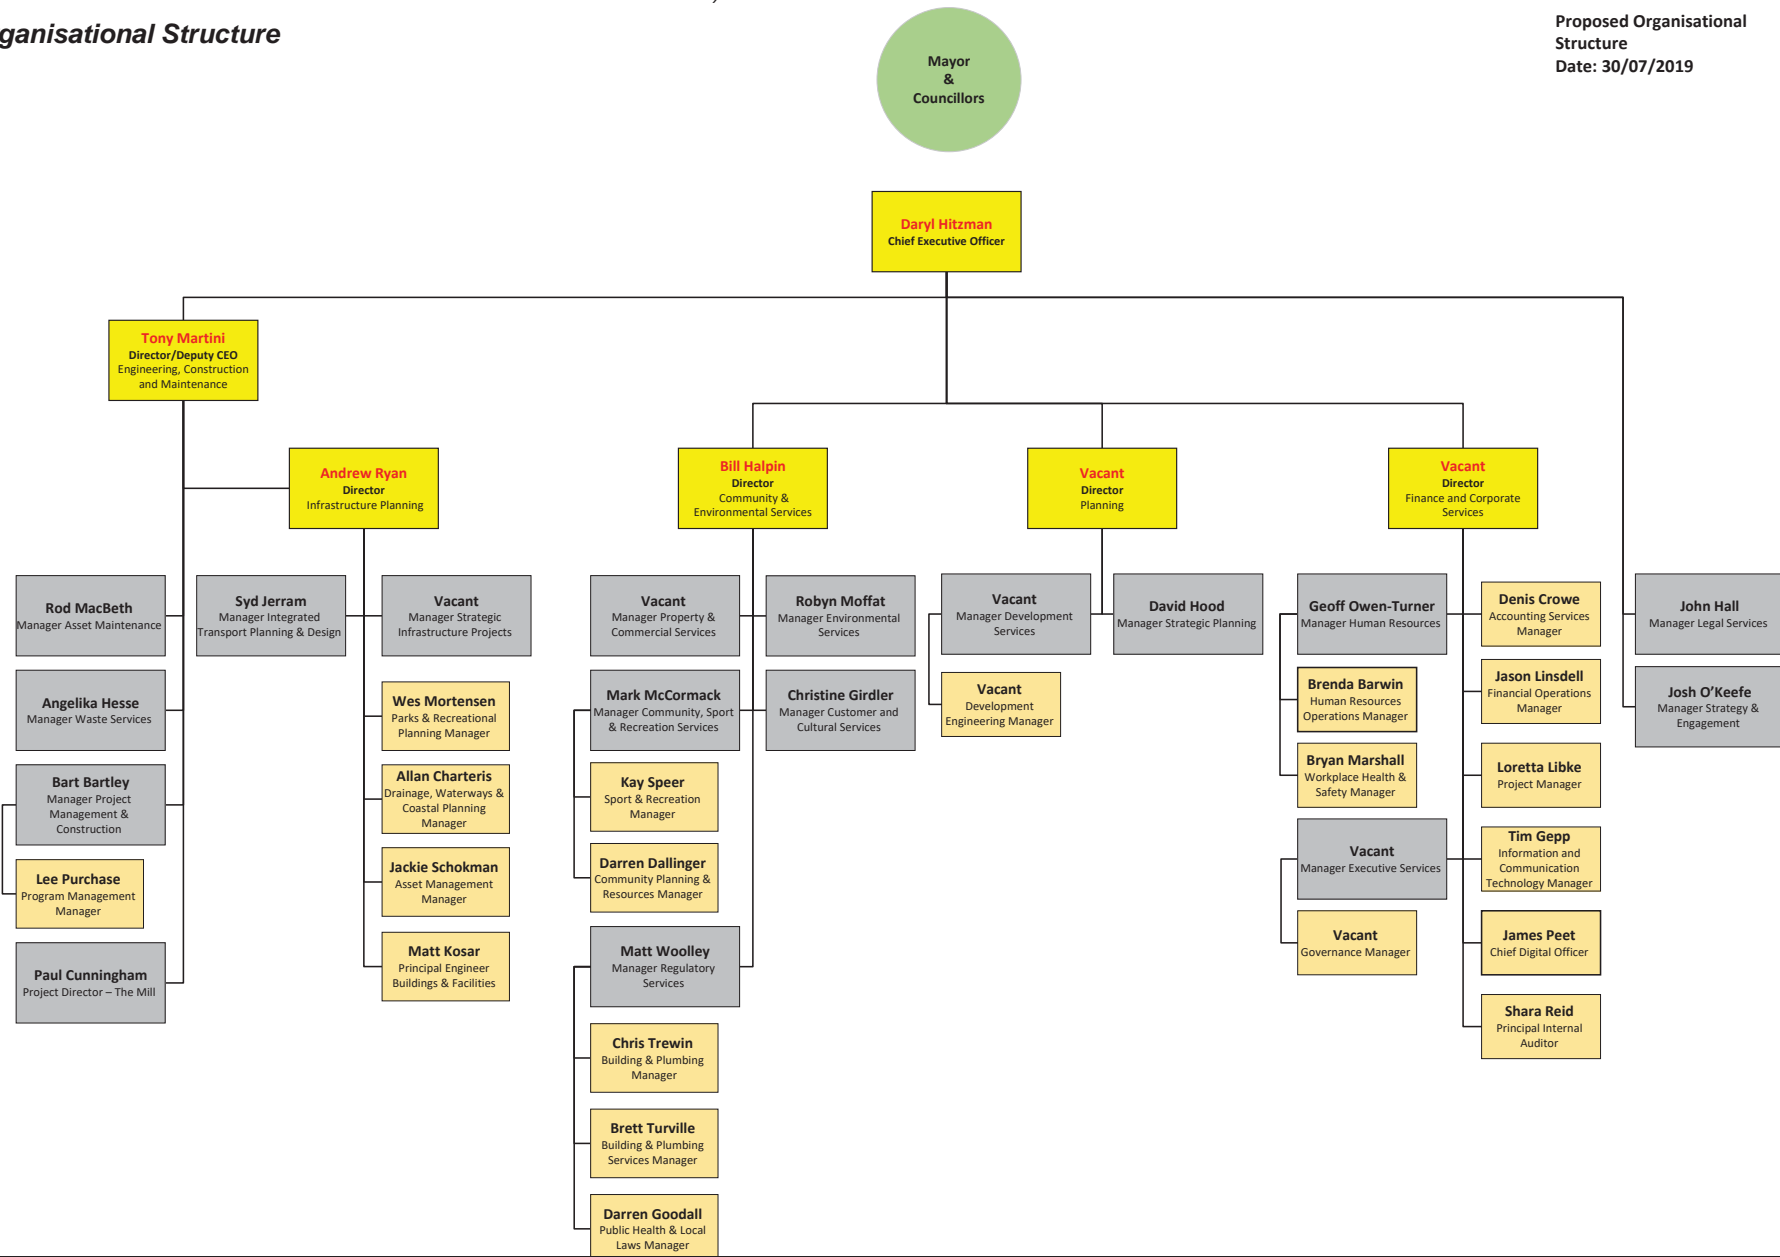 ganisational Structure
Proposed Organisational
Structure
Date: 30/07/2019
Mayor
&
Councillors
Daryl Hitzman
Chief Executive Officer
Tony Martini
Director/Deputy CEO
Engineering, Construction
and Maintenance
Andrew Ryan
Director
Infrastructure Planning
Bill Halpin
Director
Community &
Environmental Services
Vacant
Director
Planning
Vacant
Director
Finance and Corporate
Services
Rod MacBeth
Manager Asset Maintenance
Angelika Hesse
Manager Waste Services
Bart Bartley
Manager Project
Management &
Construction
Lee Purchase
Program Management
Manager
Paul Cunningham
Project Director – The Mill
Syd Jerram
Manager Integrated
Transport Planning & Design
Vacant
Manager Strategic
Infrastructure Projects
Wes Mortensen
Parks & Recreational
Planning Manager
Allan Charteris
Drainage, Waterways &
Coastal Planning
Manager
Jackie Schokman
Asset Management
Manager
Matt Kosar
Principal Engineer
Buildings & Facilities
Vacant
Manager Property &
Commercial Services
Robyn Moffat
Manager Environmental
Services
Mark McCormack
Manager Community, Sport
& Recreation Services
Christine Girdler
Manager Customer and
Cultural Services
Kay Speer
Sport & Recreation
Manager
Darren Dallinger
Community Planning &
Resources Manager
Matt Woolley
Manager Regulatory
Services
Chris Trewin
Building & Plumbing
Manager
Brett Turville
Building & Plumbing
Services Manager
Darren Goodall
Public Health & Local
Laws Manager
Vacant
Manager Development
Services
David Hood
Manager Strategic Planning
Vacant
Development
Engineering Manager
Geoff Owen-Turner
Manager Human Resources
Brenda Barwin
Human Resources
Operations Manager
Bryan Marshall
Workplace Health &
Safety Manager
Vacant
Manager Executive Services
Vacant
Governance Manager
Denis Crowe
Accounting Services
Manager
Jason Linsdell
Financial Operations
Manager
Loretta Libke
Project Manager
Tim Gepp
Information and
Communication
Technology Manager
James Peet
Chief Digital Officer
Shara Reid
Principal Internal
Auditor
John Hall
Manager Legal Services
Josh O’Keefe
Manager Strategy &
Engagement